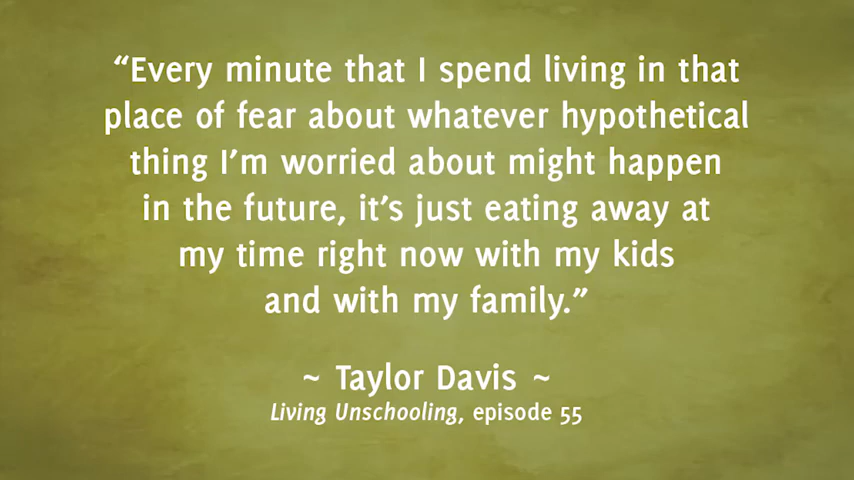 “Every minute that I spend living in that
place of fear about whatever hypothetical
thing I’m worried about might happen
in the future, it’s just eating away at
my time right now with my kids
and with my family.”
~ Taylor Davis ~
Living Unschooling, episode 55